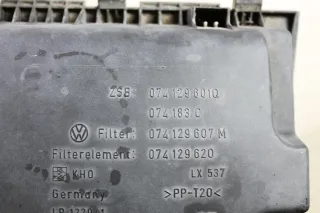 ZSB 074 129 601Q
074 183 C
Filter: 074 129 607 M
Filterelement: 074 129 620
KHD LX 537
Germany >PP-T20<